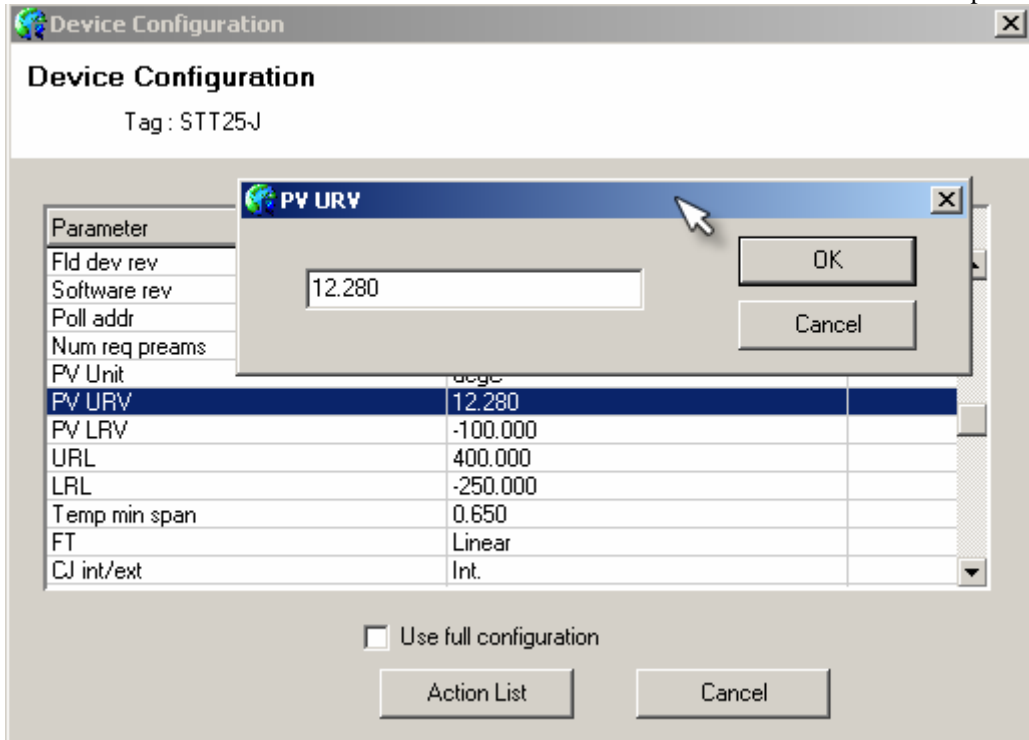 Device Configuration
Device Configuration
Tag : STT25-J
PV URV
Parameter
Fld dev rev
Software rev
Poll addr
Num req preams
12.280
OK
Cancel
PV Unit
PV URV 12.280
PV LRV -100.000
URL 400.000
LRL -250.000
Temp min span 0.650
FT Linear
CJ int/ext Int.
Use full configuration
Action List Cancel